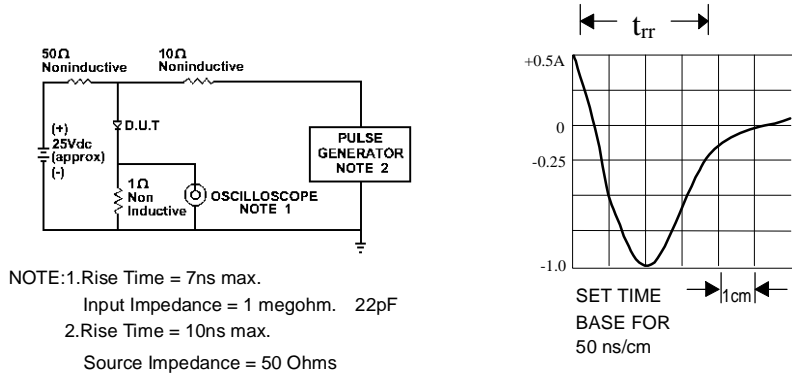 50Ω
Noninductive
10Ω
Noninductive
(+)
25Vdc
(approx)
(-)
D.U.T
1Ω
Non
Inductive
OSCILLOSCOPE
NOTE 1
PULSE
GENERATOR
NOTE 2
NOTE:1.Rise Time = 7ns max.
Input Impedance = 1 megohm. 22pF
2.Rise Time = 10ns max.
Source Impedance = 50 Ohms
trr
+0.5A
0
-0.25
-1.0
1cm
SET TIME
BASE FOR
50 ns/cm